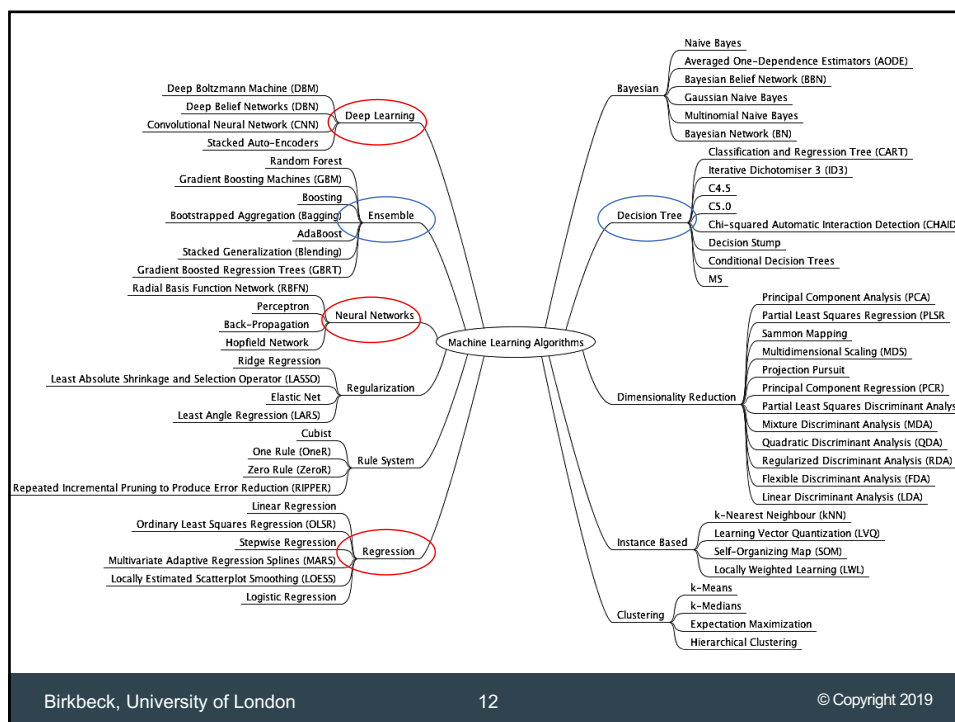 Deep Boltzmann Machine (DBM)
Deep Belief Networks (DBN)
Convolutional Neural Network (CNN)
Stacked Auto-Encoders
Deep Learning
Random Forest
Gradient Boosting Machines (GBM)
Boosting
Bootstrapped Aggregation (Bagging)
AdaBoost
Stacked Generalization (Blending)
Gradient Boosted Regression Trees (GBRT)
Ensemble
Radial Basis Function Network (RBFN)
Perceptron
Back-Propagation
Hopfield Network
Neural Networks
Ridge Regression
Least Absolute Shrinkage and Selection Operator (LASSO)
Elastic Net
Least Angle Regression (LARS)
Regularization
Cubist
One Rule (OneR)
Zero Rule (ZeroR)
Repeated Incremental Pruning to Produce Error Reduction (RIPPER)
Rule System
Linear Regression
Ordinary Least Squares Regression (OLSR)
Stepwise Regression
Multivariate Adaptive Regression Splines (MARS)
Locally Estimated Scatterplot Smoothing (LOESS)
Logistic Regression
Regression
Machine Learning Algorithms
Bayesian
Naive Bayes
Averaged One-Dependence Estimators (AODE)
Bayesian Belief Network (BBN)
Gaussian Naive Bayes
Multinomial Naive Bayes
Bayesian Network (BN)
Decision Tree
Classification and Regression Tree (CART)
Iterative Dichotomiser 3 (ID3)
C4.5
C5.0
Chi-squared Automatic Interaction Detection (CHAID
Decision Stump
Conditional Decision Trees
M5
Dimensionality Reduction
Principal Component Analysis (PCA)
Partial Least Squares Regression (PLSR
Sammon Mapping
Multidimensional Scaling (MDS)
Projection Pursuit
Principal Component Regression (PCR)
Partial Least Squares Discriminant Analys
Mixture Discriminant Analysis (MDA)
Quadratic Discriminant Analysis (QDA)
Regularized Discriminant Analysis (RDA)
Flexible Discriminant Analysis (FDA)
Linear Discriminant Analysis (LDA)
Instance Based
k-Nearest Neighbour (kNN)
Learning Vector Quantization (LVQ)
Self-Organizing Map (SOM)
Locally Weighted Learning (LWL)
Clustering
k-Means
k-Medians
Expectation Maximization
Hierarchical Clustering
Birkbeck, University of London
12
© Copyright 2019